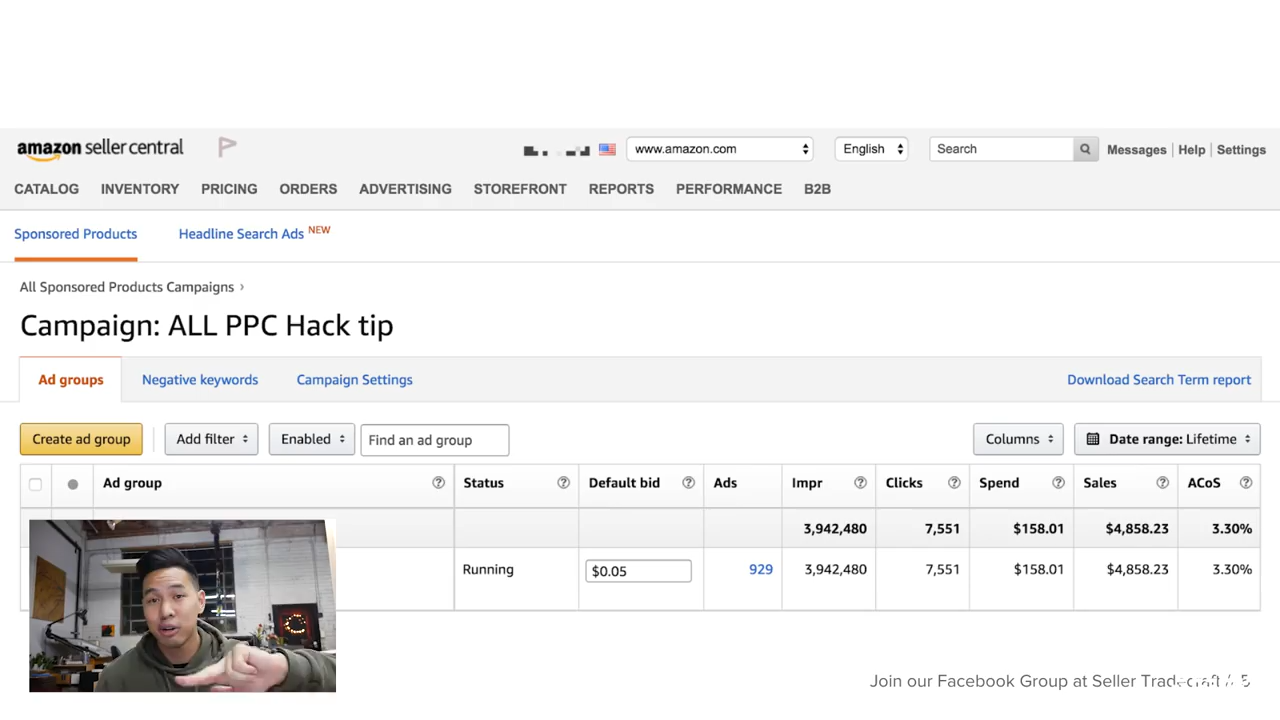 amazon seller central
www.amazon.com
English
Search
Messages | Help | Settings
CATALOG INVENTORY PRICING ORDERS ADVERTISING STOREFRONT REPORTS PERFORMANCE B2B
Sponsored Products
Headline Search Ads NEW
All Sponsored Products Campaigns ›
Campaign: ALL PPC Hack tip
Ad groups Negative keywords Campaign Settings Download Search Term report
Create ad group Add filter Enabled Find an ad group Columns Date range: Lifetime
Ad group Status Default bid Ads Impr Clicks Spend Sales ACoS
3,942,480 7,551 $158.01 $4,858.23 3.30%
Running $0.05 929 3,942,480 7,551 $158.01 $4,858.23 3.30%
Join our Facebook Group at Seller Tradecraft